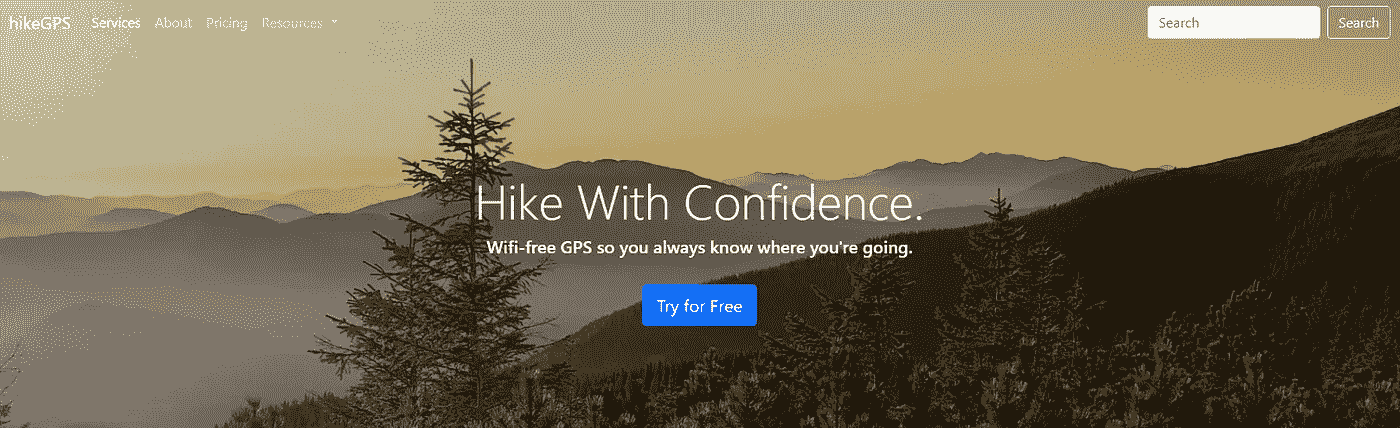 hikeGPS Services About Pricing Resources Search Search
Hike With Confidence.
Wifi-free GPS so you always know where you're going.
Try for Free